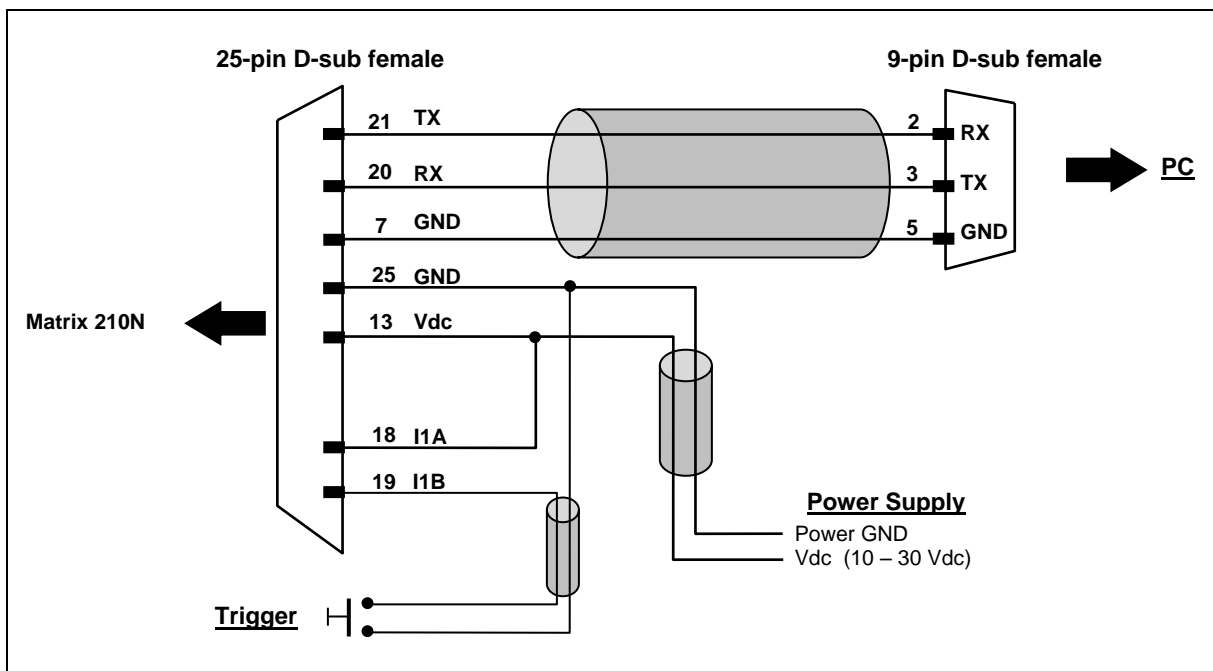 25-pin D-sub female
9-pin D-sub female
21 TX
2 RX
20 RX
3 TX
PC
7 GND
5 GND
25 GND
Matrix 210N
13 Vdc
18 I1A
19 I1B
Power Supply
Power GND
Vdc (10 – 30 Vdc)
Trigger